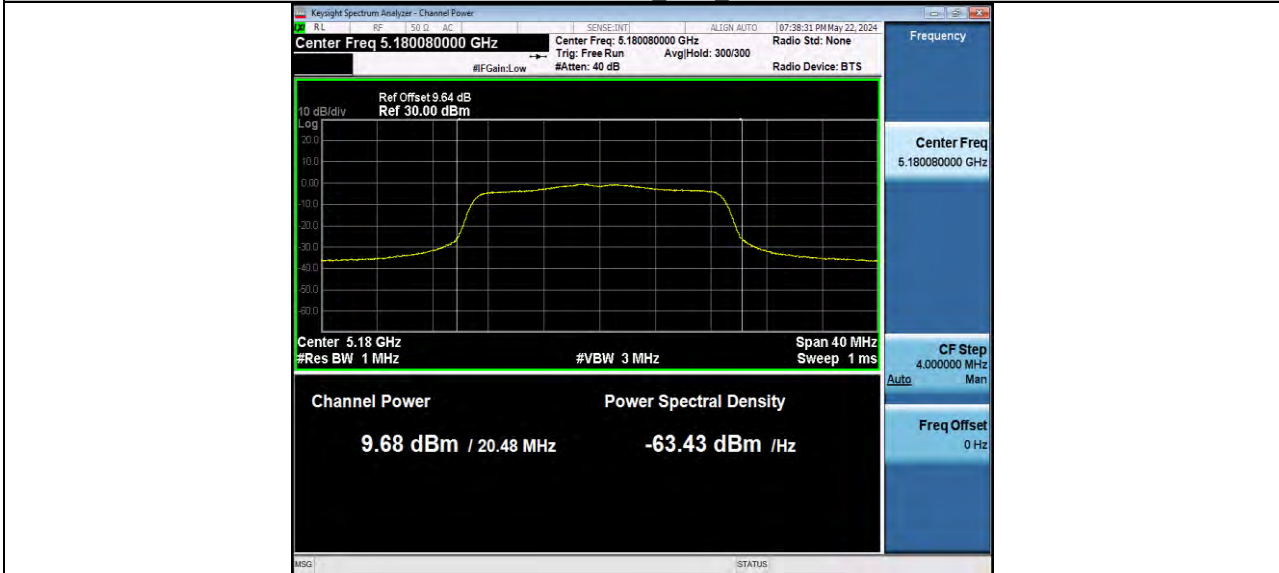 Keysight Spectrum Analyzer - Channel Power
RL RF 50 Ω AC SENSE:INT ALIGN AUTO 07:38:31 PM May 22, 2024
Center Freq 5.180080000 GHz
Center Freq: 5.180080000 GHz Radio Std: None
Trig: Free Run Avg|Hold: 300/300
#IFGain:Low #Atten: 40 dB Radio Device: BTS
Frequency
Ref Offset 9.64 dB
10 dB/div Ref 30.00 dBm
Log
20.0
10.0
0.00
-10.0
-20.0
-30.0
-40.0
-50.0
-60.0
Center 5.18 GHz Span 40 MHz
#Res BW 1 MHz #VBW 3 MHz Sweep 1 ms
Channel Power Power Spectral Density
9.68 dBm / 20.48 MHz -63.43 dBm /Hz
Center Freq
5.180080000 GHz
CF Step
4.000000 MHz
Auto Man
Freq Offset
0 Hz
MSG STATUS